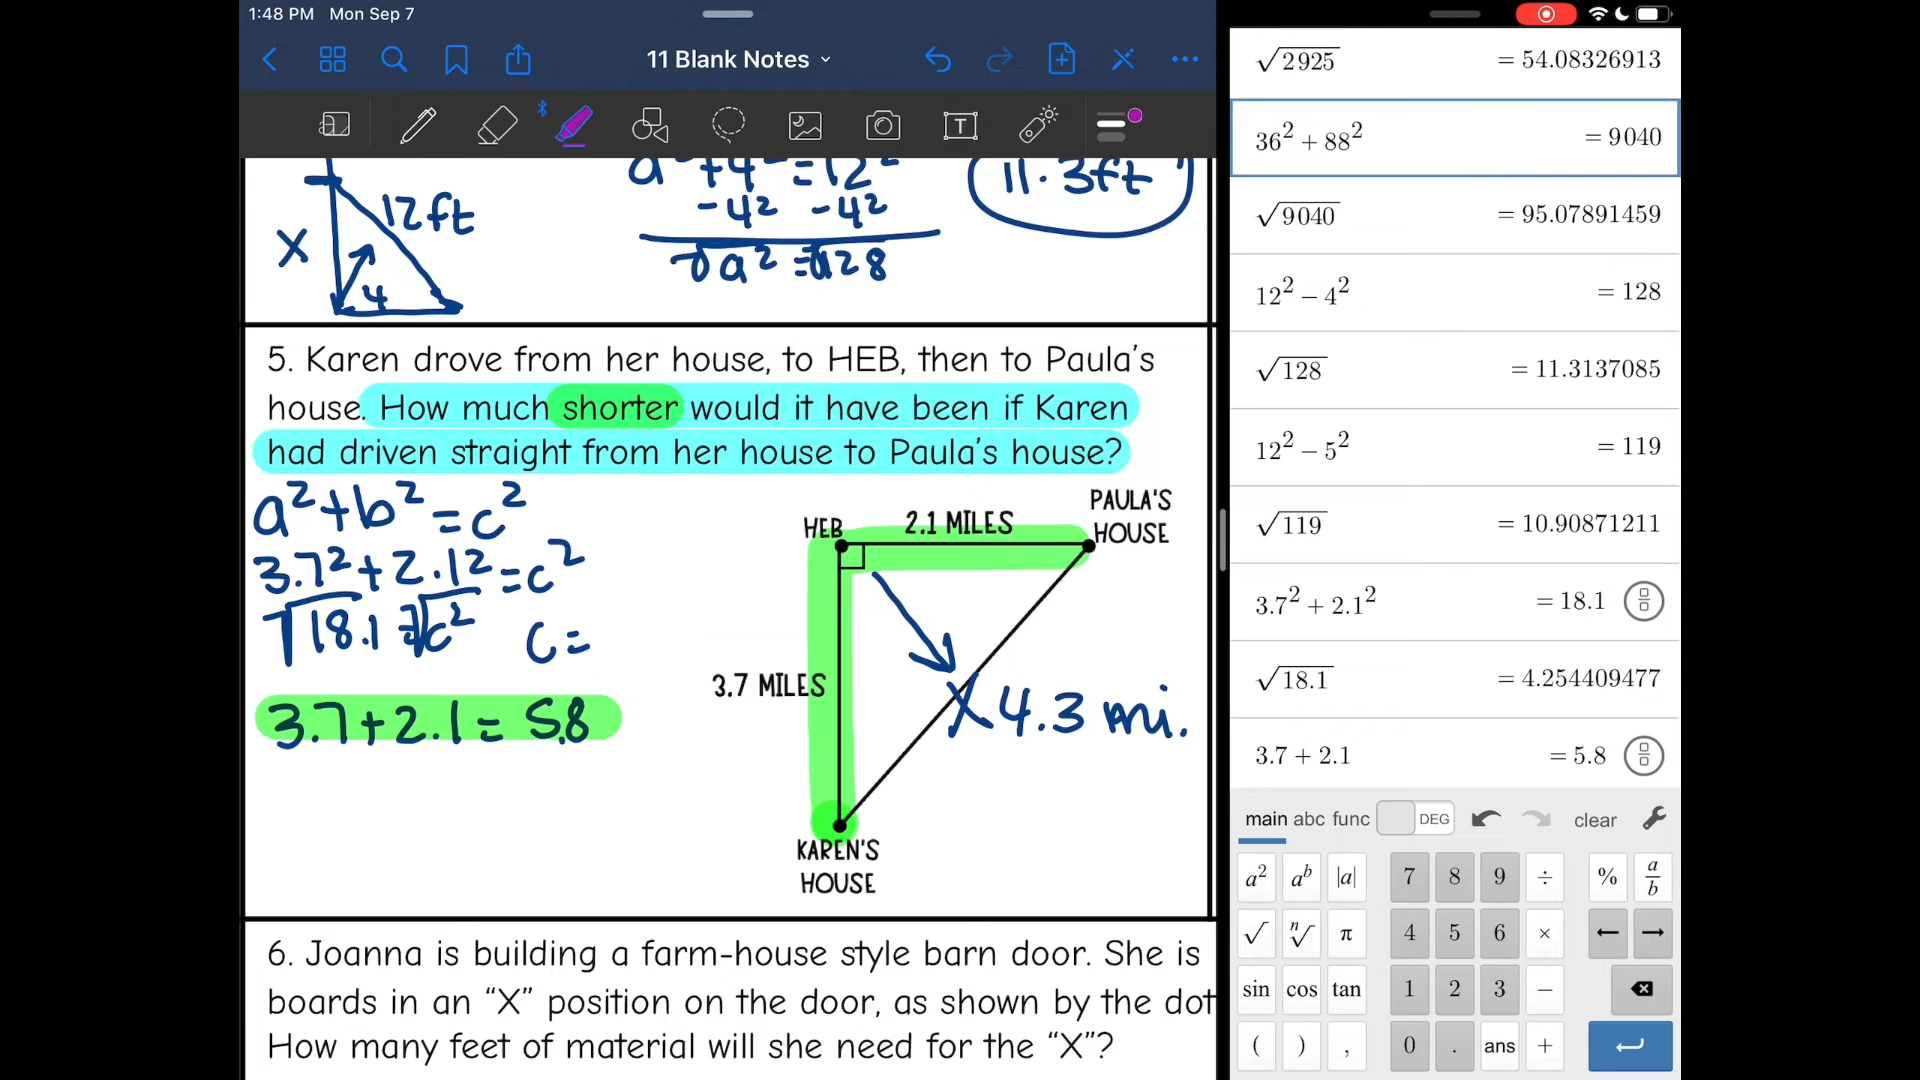 1:48 PM Mon Sep 7
11 Blank Notes
T
a² + 4² = 12²
-4² -4²
√a² = √128
11.3ft
12ft
X
4
5. Karen drove from her house, to HEB, then to Paula's
house. How much shorter would it have been if Karen
had driven straight from her house to Paula's house?
a²+b²=c²
3.7²+2.1²=c²
√18.1=√c² c=
3.7+2.1=5.8
HEB
2.1 MILES
PAULA'S
HOUSE
3.7 MILES
X 4.3 mi.
KAREN'S
HOUSE
6. Joanna is building a farm-house style barn door. She is
boards in an “X” position on the door, as shown by the dot
How many feet of material will she need for the “X”?
√2925 = 54.08326913
36² + 88² = 9040
√9040 = 95.07891459
12² – 4² = 128
√128 = 11.3137085
12² – 5² = 119
√119 = 10.90871211
3.7² + 2.1² = 18.1
√18.1 = 4.254409477
3.7 + 2.1 = 5.8
main abc func DEG clear
a² aᵇ |a| 7 8 9 ÷ % a/b
√ ⁿ√ π 4 5 6 × ← →
sin cos tan 1 2 3 –
( ) , 0 . ans +